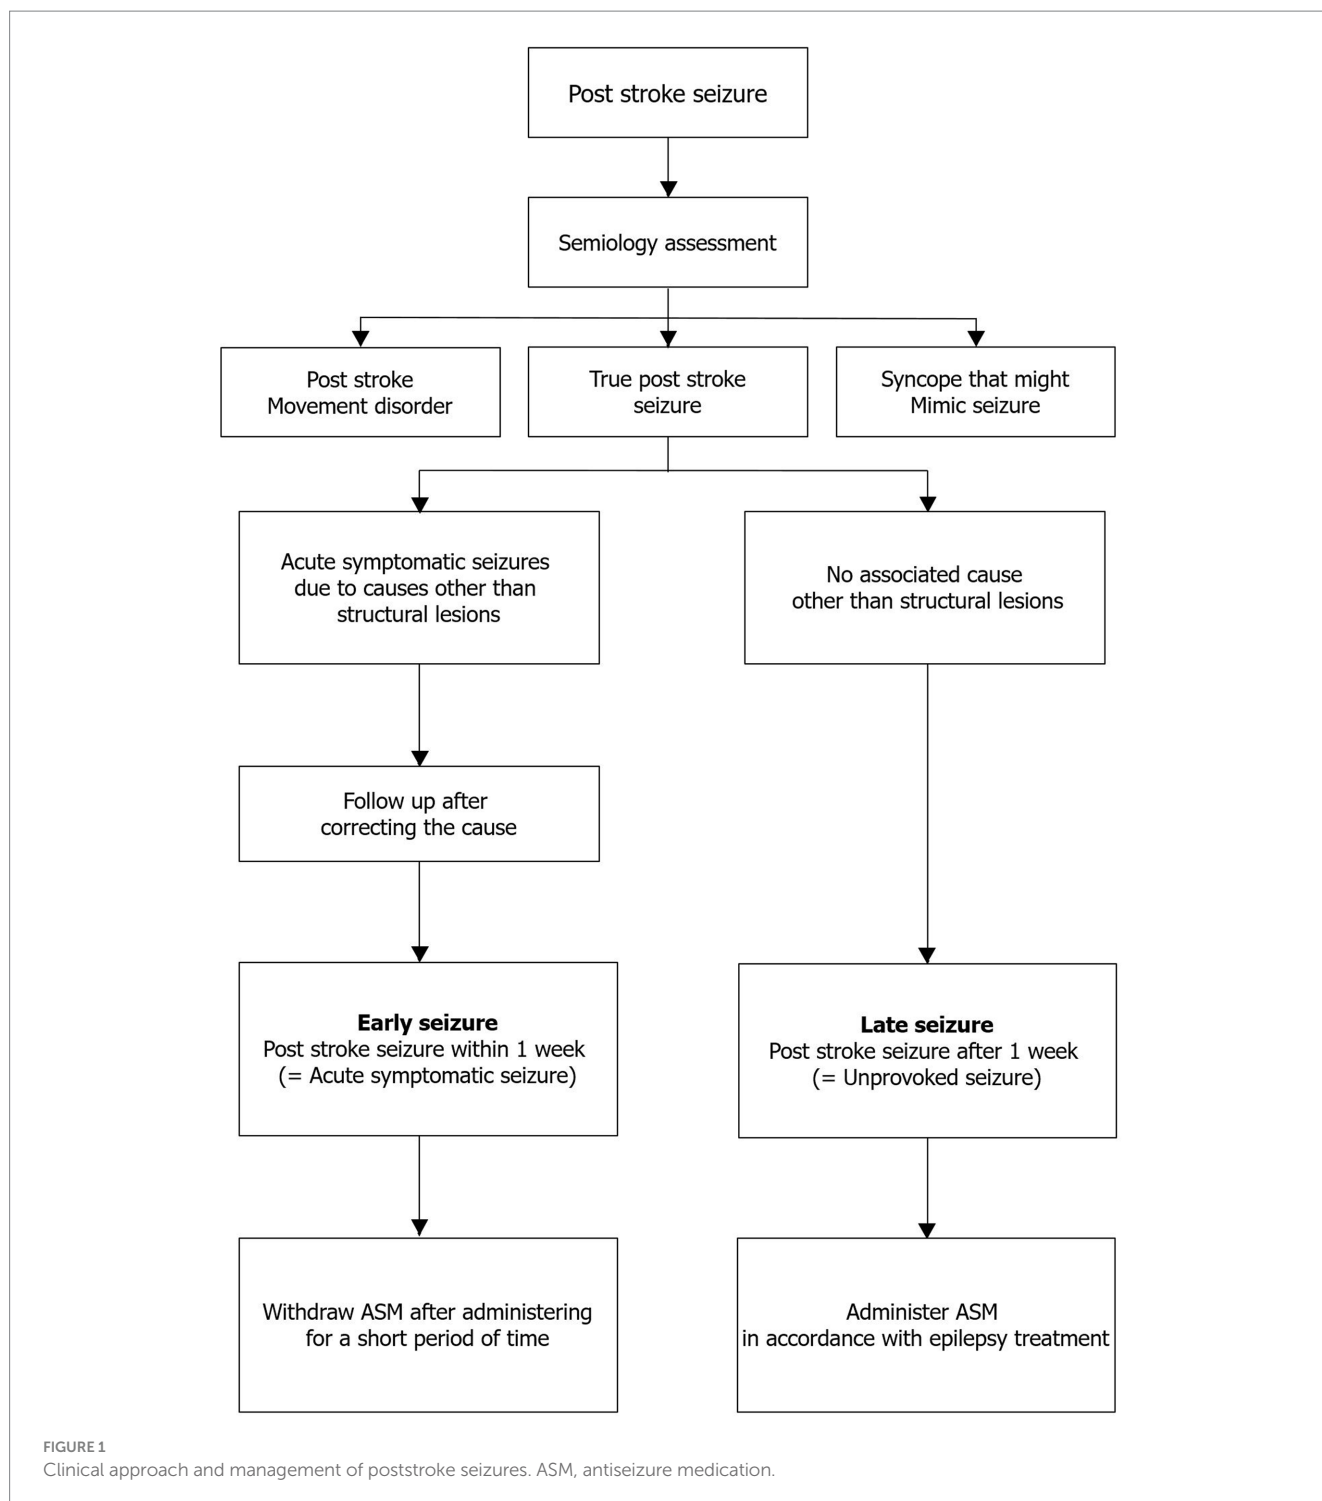 Post stroke seizure
Semiology assessment
Post stroke
Movement disorder
True post stroke
seizure
Syncope that might
Mimic seizure
Acute symptomatic seizures
due to causes other than
structural lesions
No associated cause
other than structural lesions
Follow up after
correcting the cause
Early seizure
Post stroke seizure within 1 week
(= Acute symptomatic seizure)
Late seizure
Post stroke seizure after 1 week
(= Unprovoked seizure)
Withdraw ASM after administering
for a short period of time
Administer ASM
in accordance with epilepsy treatment
FIGURE 1
Clinical approach and management of poststroke seizures. ASM, antiseizure medication.